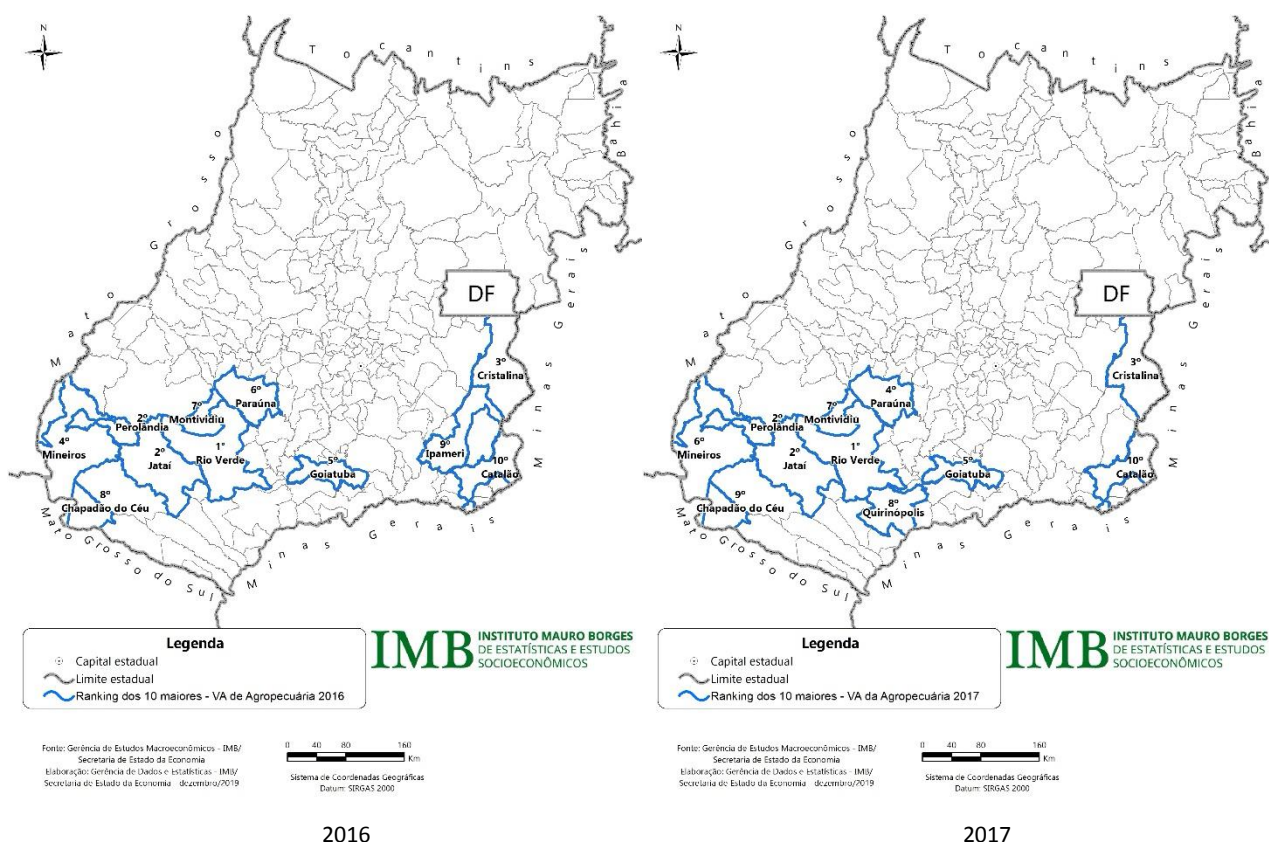 N
Tocantins
Bahia
Mato Grosso
DF
Minas Gerais
3º
Cristalina
6º
Paraúna
7º
Montividiu
2º
Perolândia
4º
Mineiros
2º
Jataí
1º
Rio Verde
5º
Goiatuba
9º
Ipameri
10º
Catalão
8º
Chapadão do Céu
Mato Grosso do Sul
Minas Gerais
Legenda
Capital estadual
Limite estadual
Ranking dos 10 maiores - VA de Agropecuária 2016
IMB INSTITUTO MAURO BORGES
DE ESTATÍSTICAS E ESTUDOS
SOCIOECONÔMICOS
Fonte: Gerência de Estudos Macroeconômicos - IMB/
Secretaria de Estado da Economia
Elaboração: Gerência de Dados e Estatísticas - IMB/
Secretaria de Estado da Economia - dezembro/2019
0 40 80 160
Km
Sistema de Coordenadas Geográficas
Datum: SIRGAS 2000
2016
N
Tocantins
Bahia
Mato Grosso
DF
Minas Gerais
3º
Cristalina
4º
Paraúna
7º
Montividiu
2º
Perolândia
6º
Mineiros
2º
Jataí
1º
Rio Verde
5º
Goiatuba
10º
Catalão
9º
Chapadão do Céu
8º
Quirinópolis
Mato Grosso do Sul
Minas Gerais
Legenda
Capital estadual
Limite estadual
Ranking dos 10 maiores - VA da Agropecuária 2017
IMB INSTITUTO MAURO BORGES
DE ESTATÍSTICAS E ESTUDOS
SOCIOECONÔMICOS
Fonte: Gerência de Estudos Macroeconômicos - IMB/
Secretaria de Estado da Economia
Elaboração: Gerência de Dados e Estatísticas - IMB/
Secretaria de Estado da Economia - dezembro/2019
0 40 80 160
Km
Sistema de Coordenadas Geográficas
Datum: SIRGAS 2000
2017